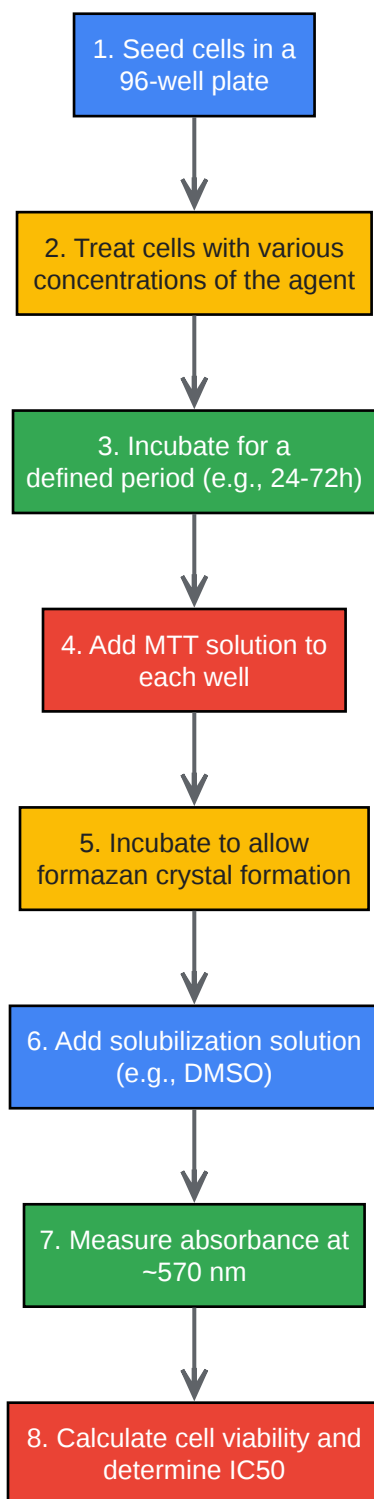 1. Seed cells in a
96-well plate
2. Treat cells with various
concentrations of the agent
3. Incubate for a
defined period (e.g., 24-72h)
4. Add MTT solution to
each well
5. Incubate to allow
formazan crystal formation
6. Add solubilization solution
(e.g., DMSO)
7. Measure absorbance at
~570 nm
8. Calculate cell viability and
determine IC50